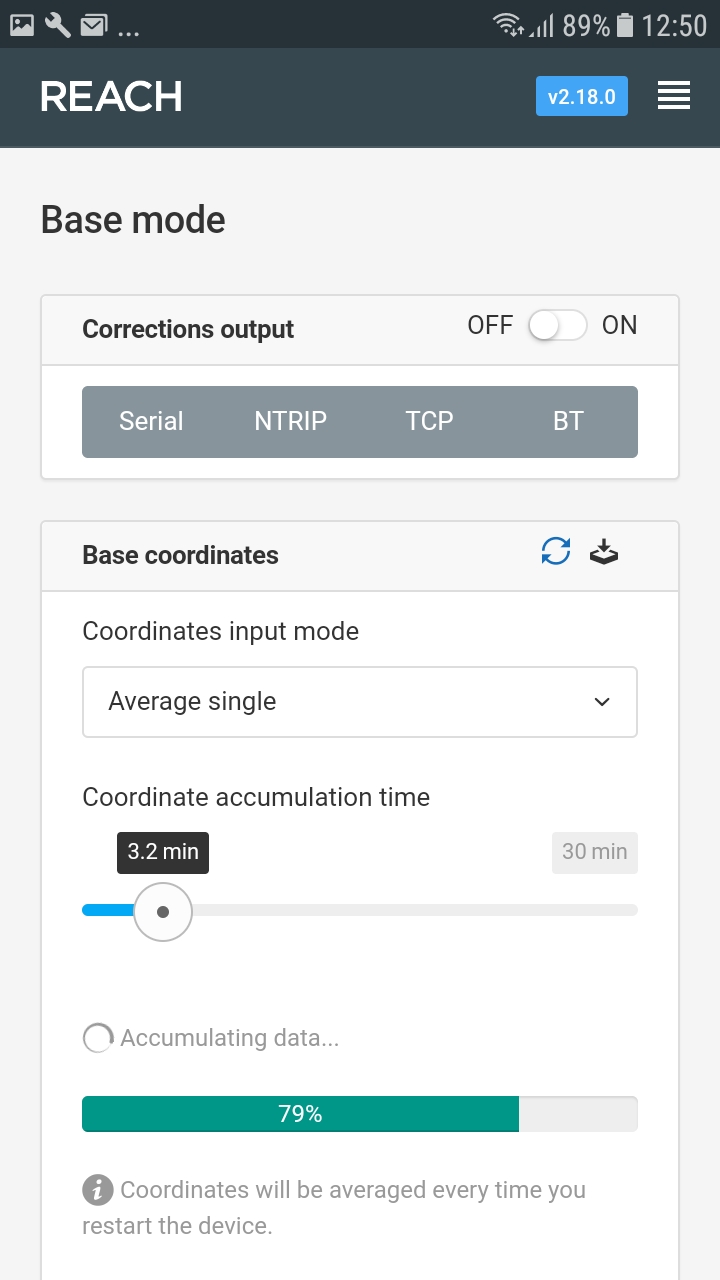 ... 89% 12:50
REACH v2.18.0
Base mode
Corrections output OFF ON
Serial NTRIP TCP BT
Base coordinates
Coordinates input mode
Average single
Coordinate accumulation time
3.2 min 30 min
Accumulating data...
79%
Coordinates will be averaged every time you
restart the device.